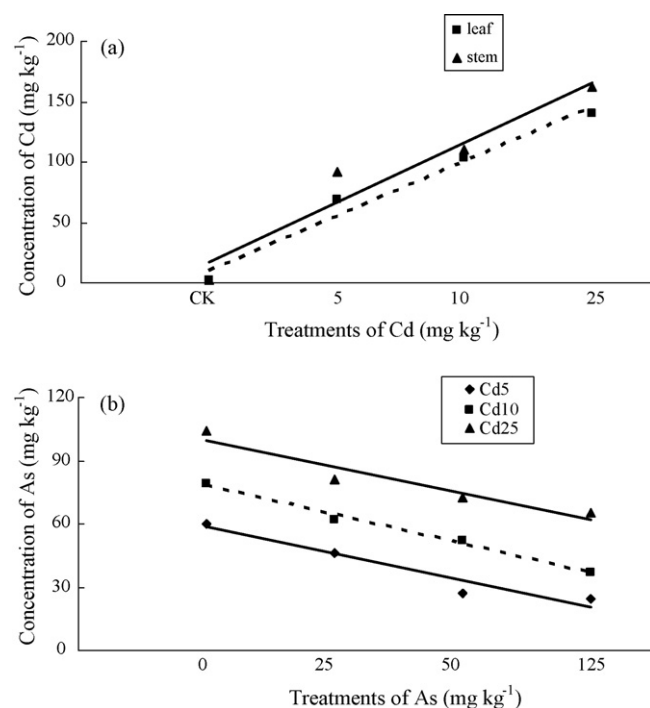 (a)
leaf
stem
200
150
100
50
0
Concentration of Cd (mg kg⁻¹)
CK 5 10 25
Treatments of Cd (mg kg⁻¹)
(b)
Cd5
Cd10
Cd25
120
90
60
30
0
Concentration of As (mg kg⁻¹)
0 25 50 125
Treatments of As (mg kg⁻¹)